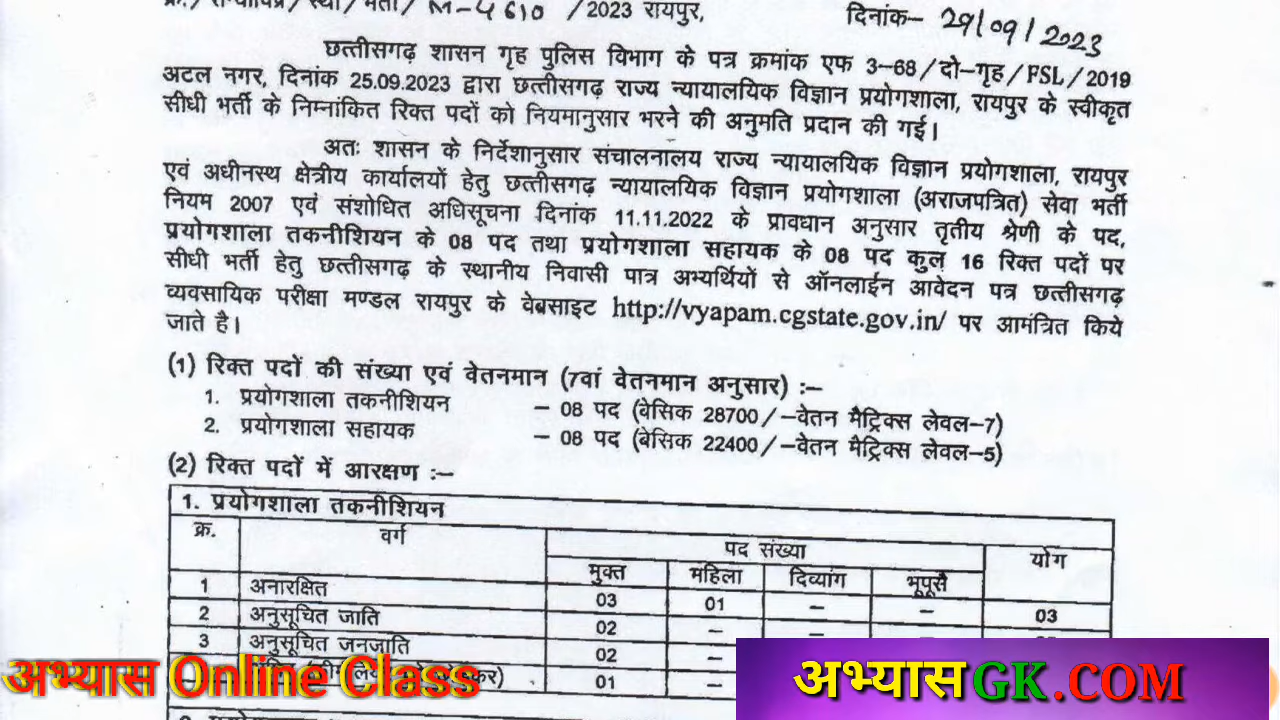 /2023 रायपुर,
दिनांक– 29/09/2023
छत्तीसगढ़ शासन गृह पुलिस विभाग के पत्र क्रमांक एफ 3–68/दो–गृह/FSL/2019
अटल नगर, दिनांक 25.09.2023 द्वारा छत्तीसगढ़ राज्य न्यायालयिक विज्ञान प्रयोगशाला, रायपुर के स्वीकृत
सीधी भर्ती के निम्नांकित रिक्त पदों को नियमानुसार भरने की अनुमति प्रदान की गई।
अतः शासन के निर्देशानुसार संचालनालय राज्य न्यायालयिक विज्ञान प्रयोगशाला, रायपुर
एवं अधीनस्थ क्षेत्रीय कार्यालयों हेतु छत्तीसगढ़ न्यायालयिक विज्ञान प्रयोगशाला (अराजपत्रित) सेवा भर्ती
नियम 2007 एवं संशोधित अधिसूचना दिनांक 11.11.2022 के प्रावधान अनुसार तृतीय श्रेणी के पद,
प्रयोगशाला तकनीशियन के 08 पद तथा प्रयोगशाला सहायक के 08 पद कुल 16 रिक्त पदों पर
सीधी भर्ती हेतु छत्तीसगढ़ के स्थानीय निवासी पात्र अभ्यर्थियों से ऑनलाईन आवेदन पत्र छत्तीसगढ़
व्यवसायिक परीक्षा मण्डल रायपुर के वेबसाइट http://vyapam.cgstate.gov.in/ पर आमंत्रित किये
जाते है।
(1) रिक्त पदों की संख्या एवं वेतनमान (7वां वेतनमान अनुसार) :–
1. प्रयोगशाला तकनीशियन – 08 पद (बेसिक 28700/–वेतन मैट्रिक्स लेवल–7)
2. प्रयोगशाला सहायक – 08 पद (बेसिक 22400/–वेतन मैट्रिक्स लेवल–5)
(2) रिक्त पदों में आरक्षण :–
1. प्रयोगशाला तकनीशियन
क्र. वर्ग पद संख्या योग
मुक्त महिला दिव्यांग भूपूसै
1 अनारक्षित 03 01 – – 03
2 अनुसूचित जाति 02 – –
3 अनुसूचित जनजाति 02 –
01 –
अभ्यास Online Class
अभ्यासGK.COM